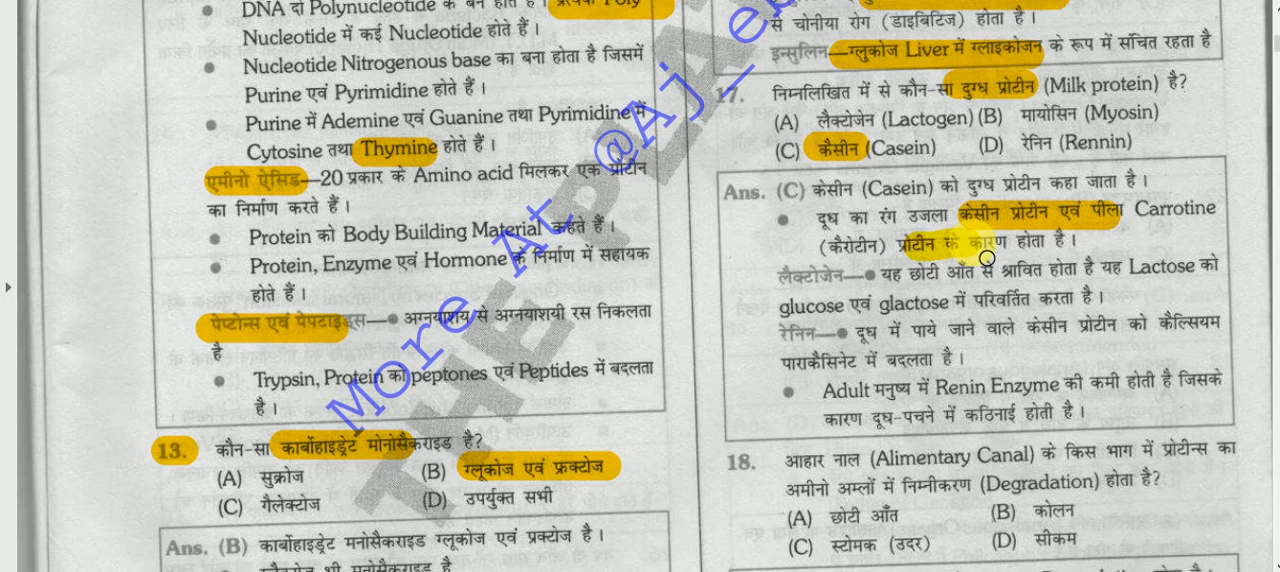 DNA दो Polynucleotide के बने होते हैं। प्रत्येक Poly
Nucleotide में कई Nucleotide होते हैं।
Nucleotide Nitrogenous base का बना होता है जिसमें
Purine एवं Pyrimidine होते हैं।
Purine में Ademine एवं Guanine तथा Pyrimidine में
Cytosine तथा Thymine होते हैं।
एमीनो ऐसिड—20 प्रकार के Amino acid मिलकर एक प्रोटीन
का निर्माण करते हैं।
Protein को Body Building Material कहते हैं।
Protein, Enzyme एवं Hormone के निर्माण में सहायक
होते हैं।
पेप्टोन्स एवं पेपटाइड्स—● अग्नयाशय से अग्नयाशयी रस निकलता
है
Trypsin, Protein को peptones एवं Peptides में बदलता
है।
13. कौन-सा कार्बोहाइड्रेट मोनोसैकराइड है?
(A) सुक्रोज (B) ग्लूकोज एवं फ्रक्टोज
(C) गैलेक्टोज (D) उपर्युक्त सभी
Ans. (B) कार्बोहाइड्रेट मनोसैकराइड ग्लूकोज एवं प्रक्टोज है।
से चोनीया रोग (डाइबिटिज) होता है।
इन्सुलिन—ग्लुकोज Liver में ग्लाइकोजन के रूप में संचित रहता है
17. निम्नलिखित में से कौन-सा दुग्ध प्रोटीन (Milk protein) है?
(A) लैक्टोजेन (Lactogen) (B) मायोसिन (Myosin)
(C) कैसीन (Casein) (D) रेनिन (Rennin)
Ans. (C) केसीन (Casein) को दुग्ध प्रोटीन कहा जाता है।
दूध का रंग उजला केसीन प्रोटीन एवं पीला Carrotine
(कैरोटीन) प्रोटीन के कारण होता है।
लैक्टोजेन—● यह छोटी आँत से श्रावित होता है यह Lactose को
glucose एवं glactose में परिवर्तित करता है।
रेनिन—● दूध में पाये जाने वाले केसीन प्रोटीन को कैल्सियम
पाराकैसिनेट में बदलता है।
Adult मनुष्य में Renin Enzyme की कमी होती है जिसके
कारण दूध-पचने में कठिनाई होती है।
18. आहार नाल (Alimentary Canal) के किस भाग में प्रोटीन्स का
अमीनो अम्लों में निम्नीकरण (Degradation) होता है?
(A) छोटी आँत (B) कोलन
(C) स्टोमक (उदर) (D) सीकम
More At @Aj_e
THE